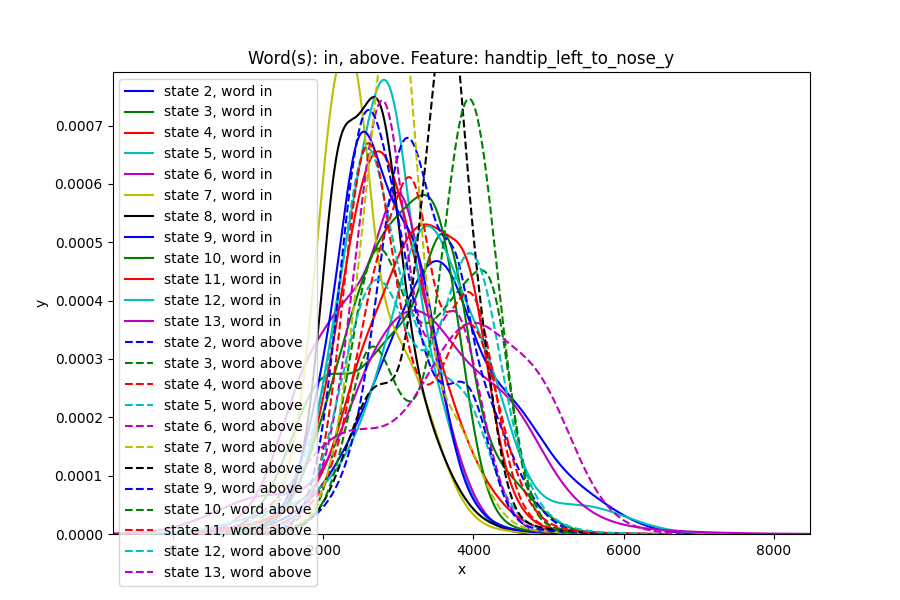 Word(s): in, above. Feature: handtip_left_to_nose_y
state 2, word in
state 3, word in
state 4, word in
state 5, word in
state 6, word in
state 7, word in
state 8, word in
state 9, word in
state 10, word in
state 11, word in
state 12, word in
state 13, word in
state 2, word above
state 3, word above
state 4, word above
state 5, word above
state 6, word above
state 7, word above
state 8, word above
state 9, word above
state 10, word above
state 11, word above
state 12, word above
state 13, word above
0.0007
0.0006
0.0005
0.0004
0.0003
0.0002
0.0001
0.0000
y
4000
6000
8000
x